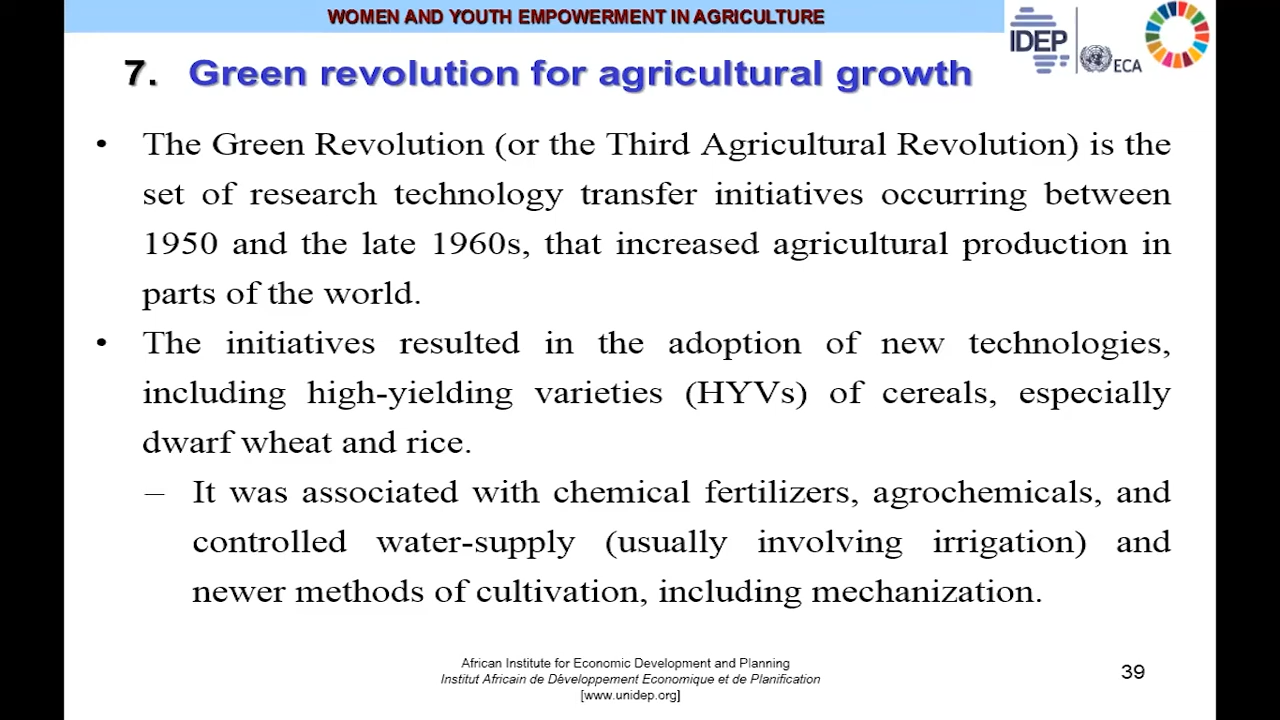 WOMEN AND YOUTH EMPOWERMENT IN AGRICULTURE
IDEP
ECA
7. Green revolution for agricultural growth
• The Green Revolution (or the Third Agricultural Revolution) is the
set of research technology transfer initiatives occurring between
1950 and the late 1960s, that increased agricultural production in
parts of the world.
• The initiatives resulted in the adoption of new technologies,
including high-yielding varieties (HYVs) of cereals, especially
dwarf wheat and rice.
– It was associated with chemical fertilizers, agrochemicals, and
controlled water-supply (usually involving irrigation) and
newer methods of cultivation, including mechanization.
African Institute for Economic Development and Planning
Institut Africain de Développement Economique et de Planification
[www.unidep.org]
39